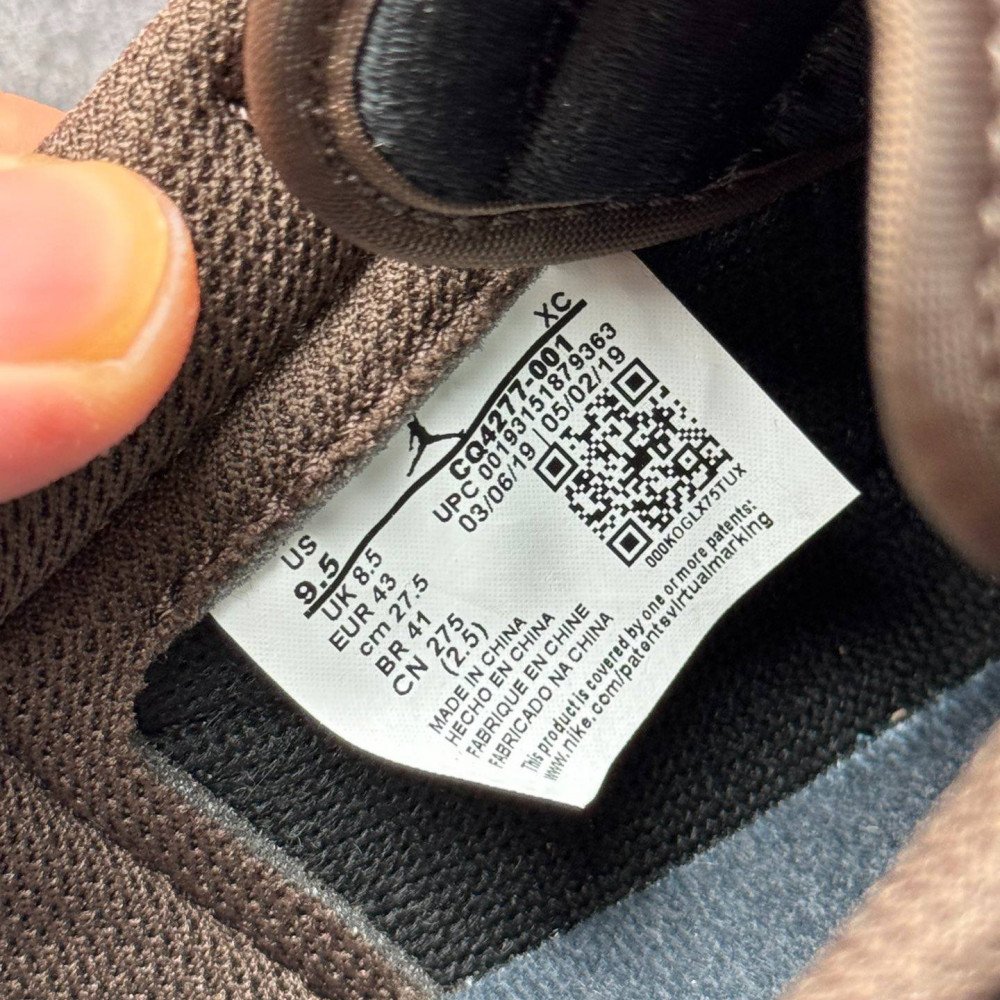 XC
CQ4277-001
UPC 00193151879363
03/06/19 | 05/02/19
000KOGLX75TUX
US
9.5
UK 8.5
EUR 43
cm 27.5
BR 41
CN 275
(2.5)
MADE IN CHINA
HECHO EN CHINA
FABRIQUE EN CHINE
FABRICADO NA CHINA
This product is covered by one or more patents:
www.nike.com/patentsvirtualmarking